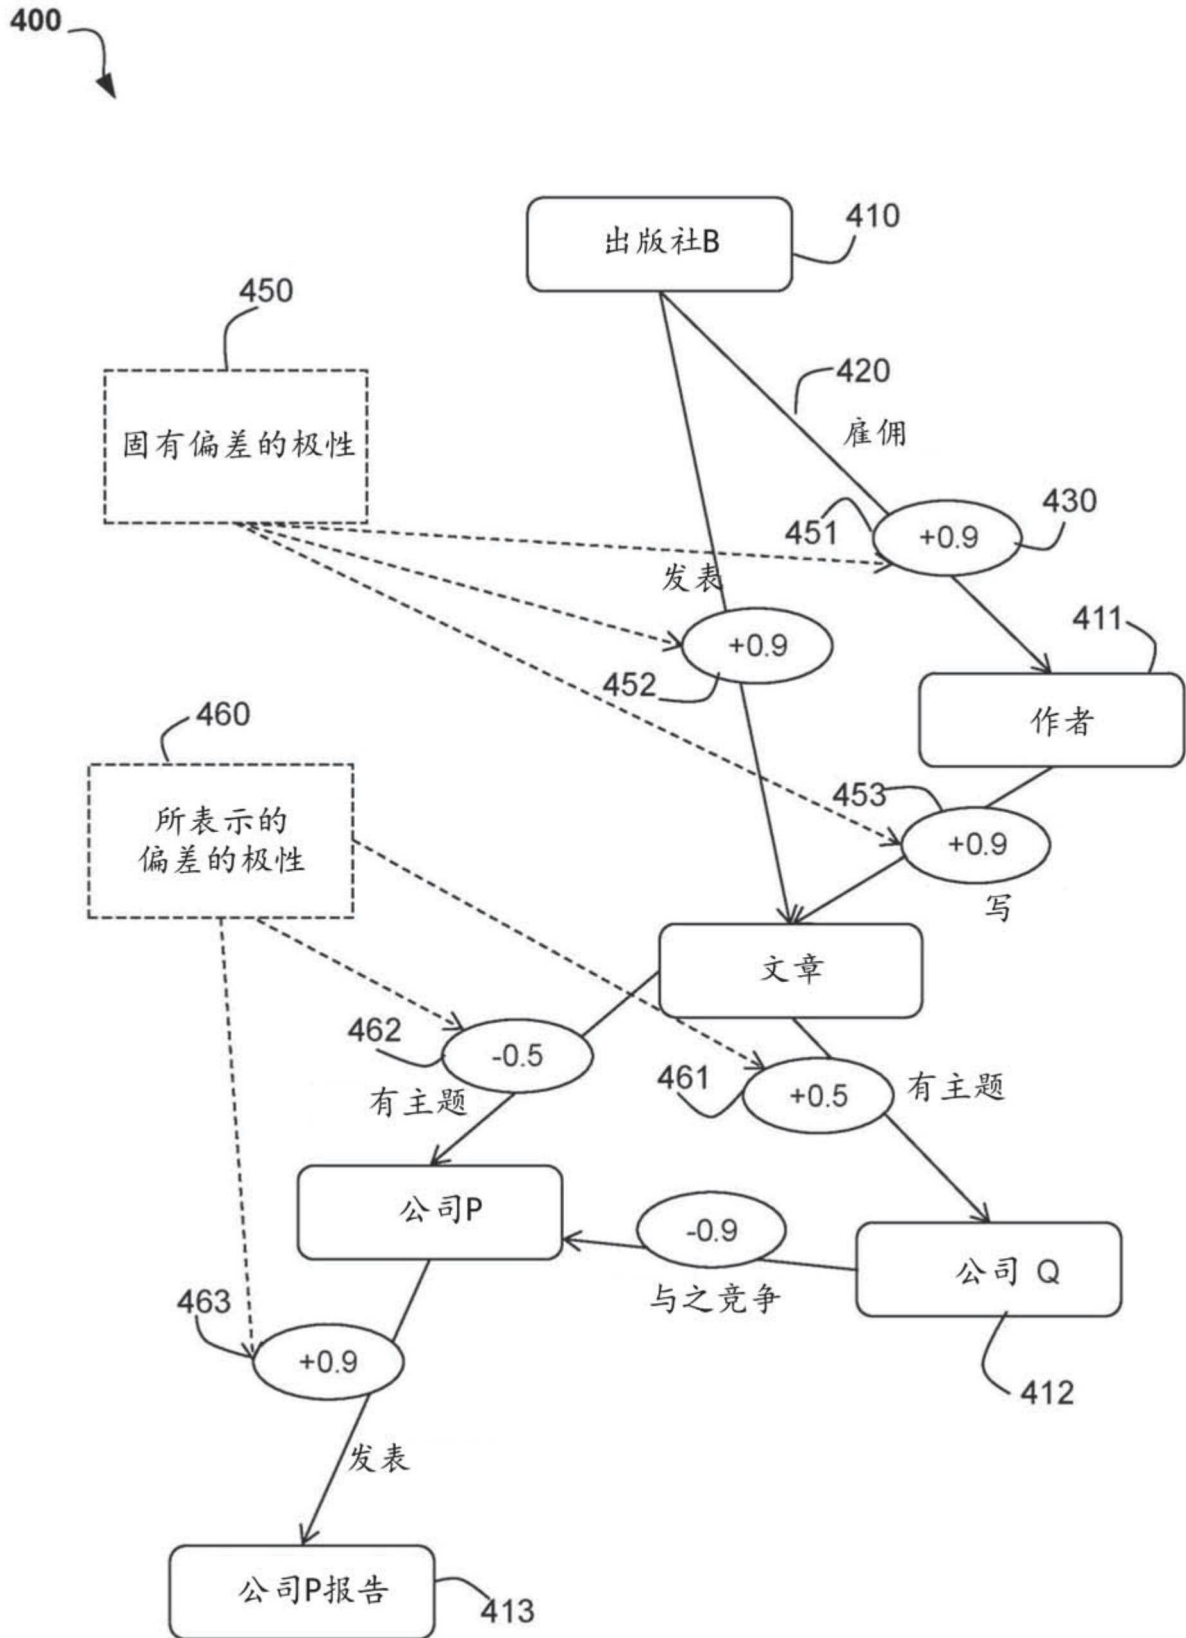 400
出版社B
410
450
固有偏差的极性
420
雇佣
451
+0.9
430
发表
+0.9
452
411
作者
460
所表示的
偏差的极性
453
+0.9
写
文章
462
-0.5
有主题
461
+0.5
有主题
公司P
-0.9
与之竞争
公司 Q
412
463
+0.9
发表
公司P报告
413